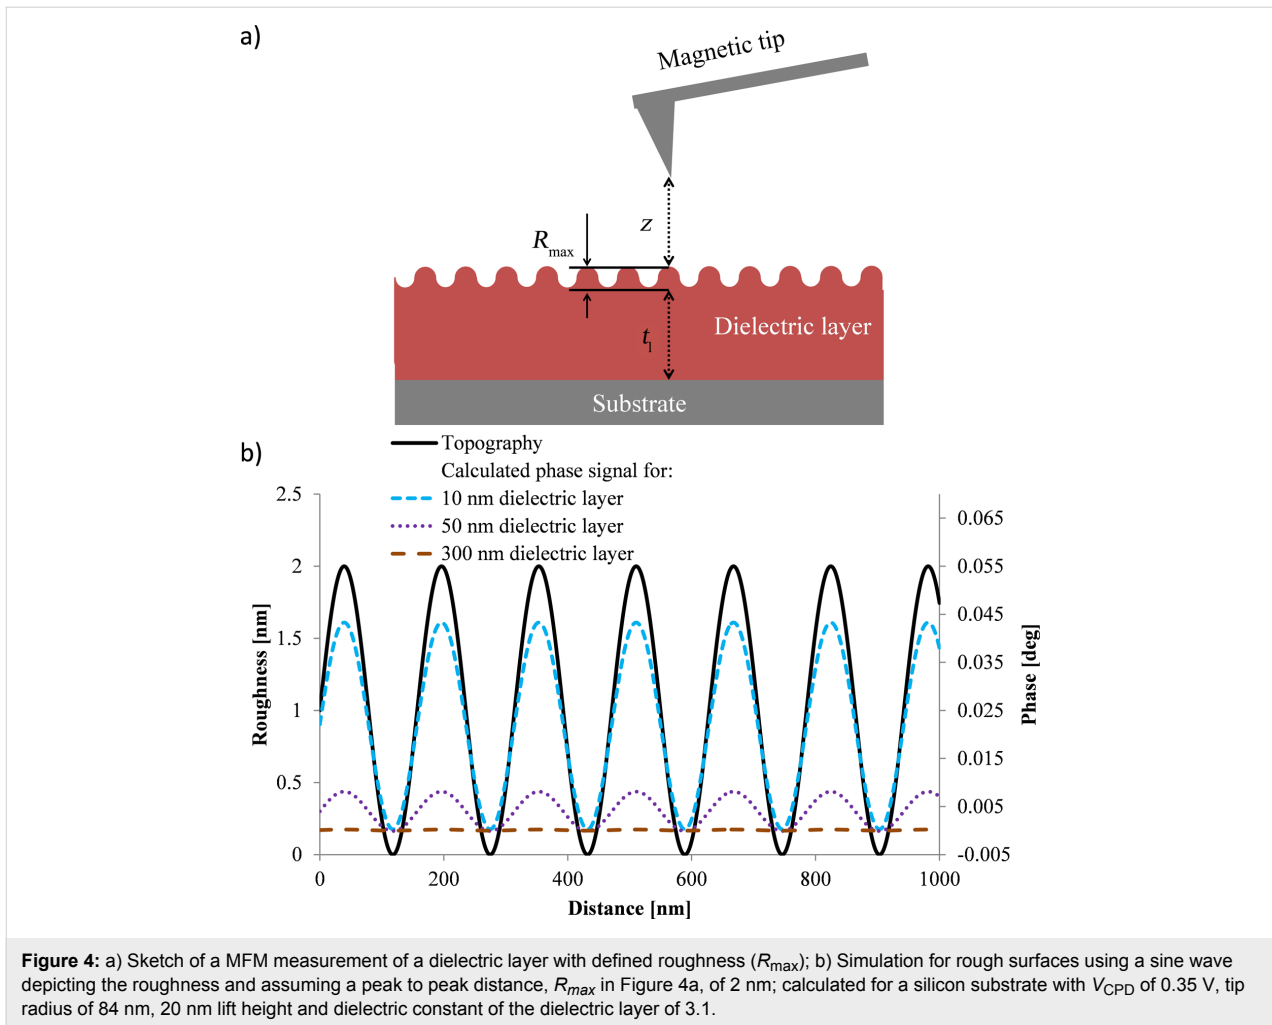 a)
Magnetic tip
z
Rmax
Dielectric layer
t1
Substrate
b)
Topography
Calculated phase signal for:
10 nm dielectric layer
50 nm dielectric layer
300 nm dielectric layer
2.5
2
1.5
1
0.5
0
Roughness [nm]
0.065
0.055
0.045
0.035
0.025
0.015
0.005
-0.005
Phase [deg]
0 200 400 600 800 1000
Distance [nm]
Figure 4: a) Sketch of a MFM measurement of a dielectric layer with defined roughness (Rmax); b) Simulation for rough surfaces using a sine wave
depicting the roughness and assuming a peak to peak distance, Rmax in Figure 4a, of 2 nm; calculated for a silicon substrate with VCPD of 0.35 V, tip
radius of 84 nm, 20 nm lift height and dielectric constant of the dielectric layer of 3.1.